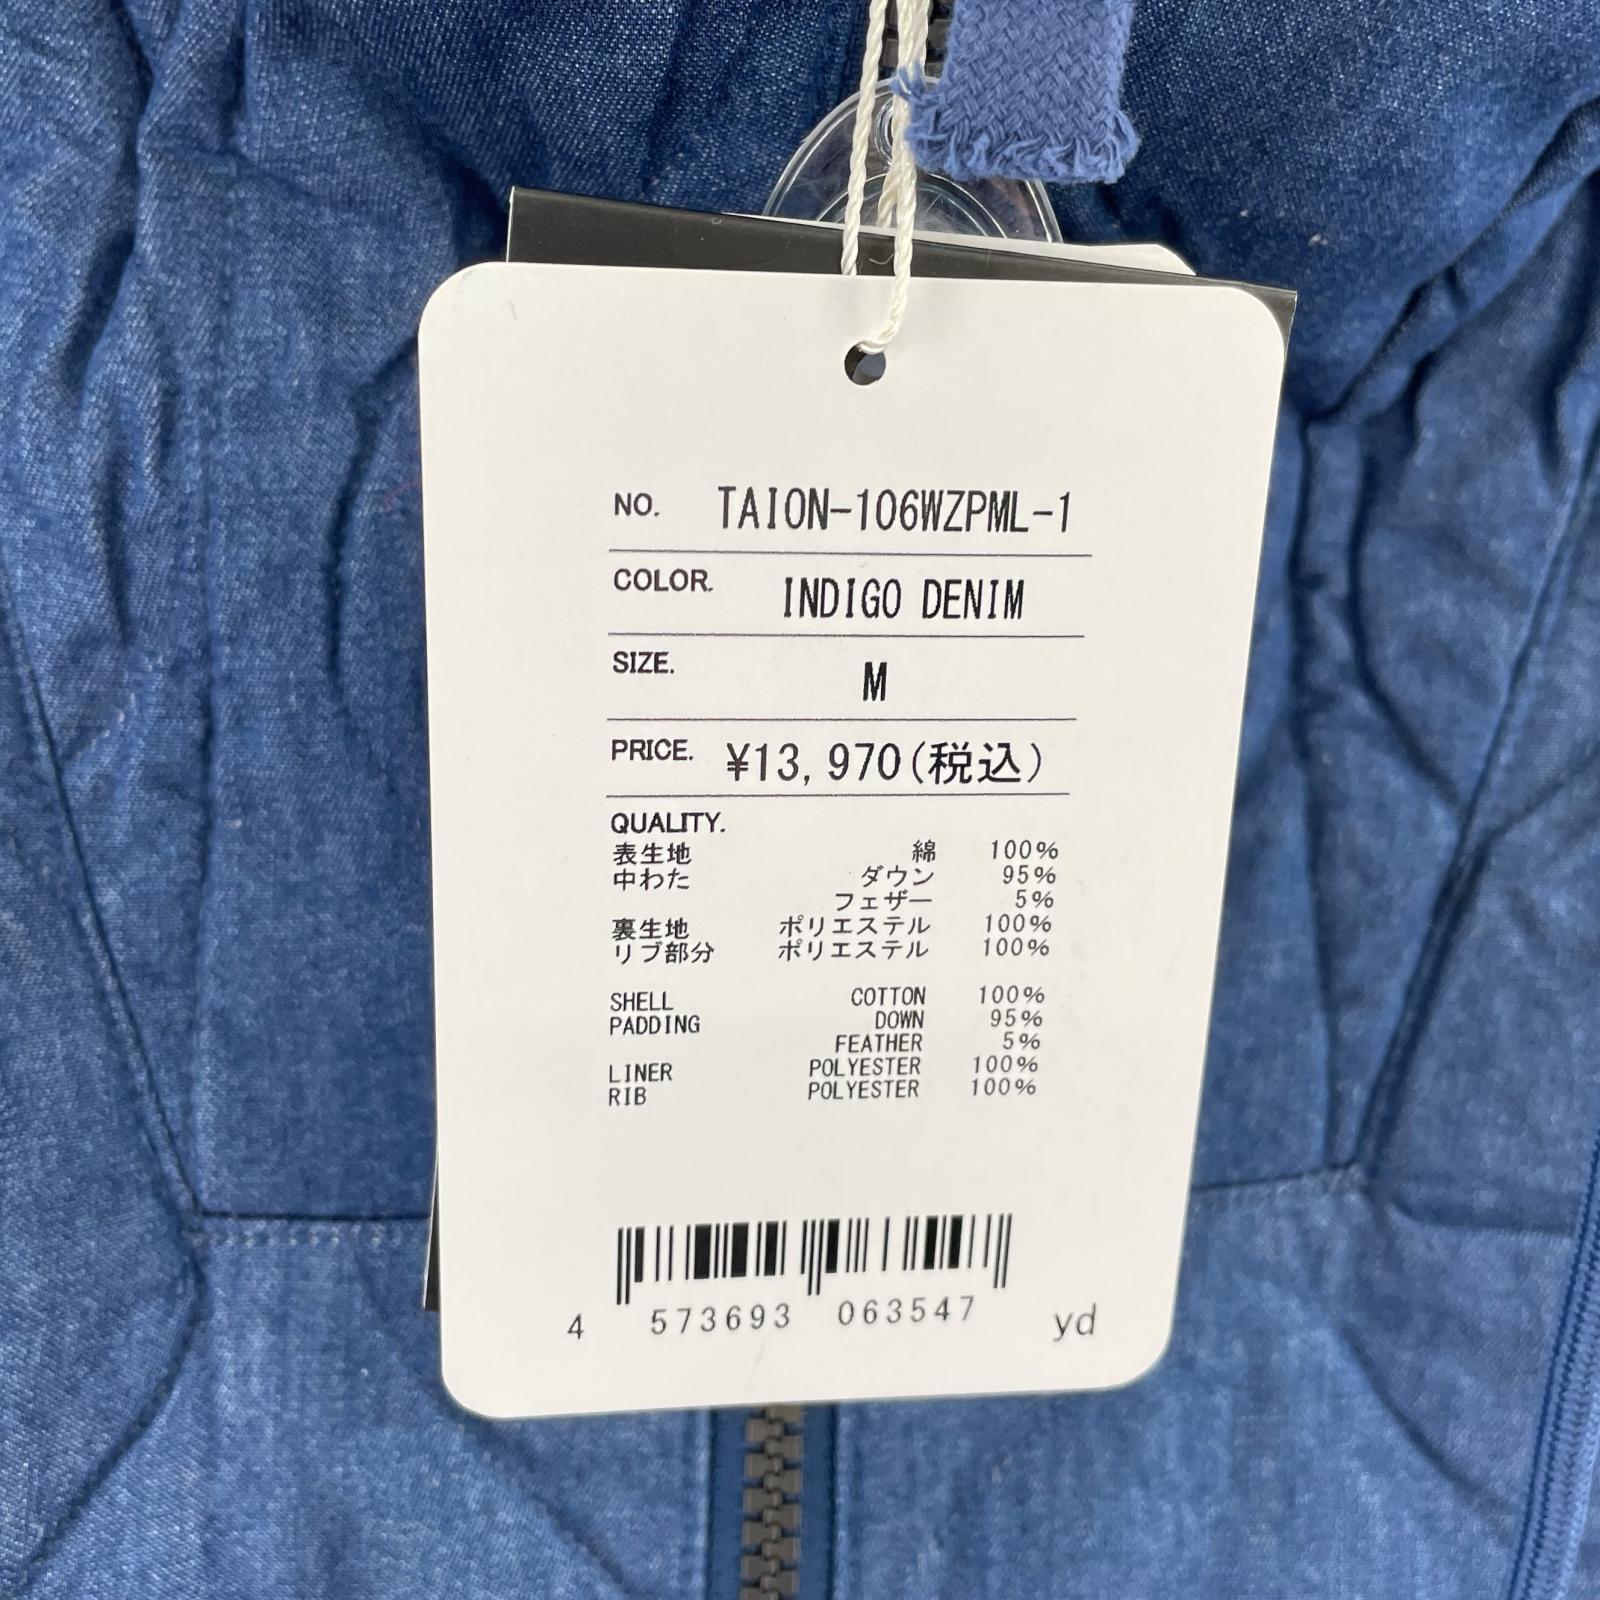 NO. TAION-106WZPML-1
COLOR. INDIGO DENIM
SIZE. M
PRICE. ¥13,970(税込)
QUALITY.
表生地 綿 100%
中わた ダウン 95%
フェザー 5%
裏生地 ポリエステル 100%
リブ部分 ポリエステル 100%
SHELL COTTON 100%
PADDING DOWN 95%
FEATHER 5%
LINER POLYESTER 100%
RIB POLYESTER 100%
4 573693 063547 yd